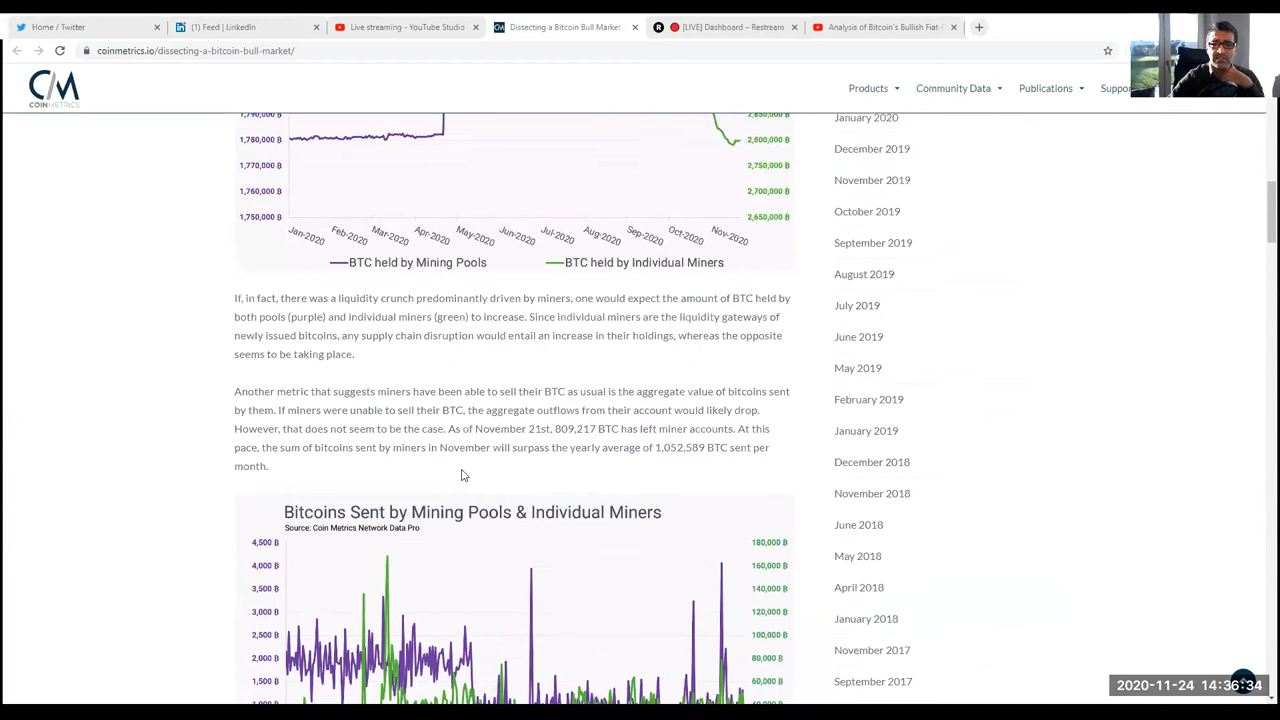 Home / Twitter
(1) Feed | LinkedIn
Live streaming - YouTube Studio
Dissecting a Bitcoin Bull Market
[LIVE] Dashboard – Restream
Analysis of Bitcoin's Bullish Fiat-
coinmetrics.io/dissecting-a-bitcoin-bull-market/
CM
COINMETRICS
Products
Community Data
Publications
Suppor
1,790,000 ₿
1,780,000 ₿
1,770,000 ₿
1,760,000 ₿
1,750,000 ₿
2,850,000 ₿
2,800,000 ₿
2,750,000 ₿
2,700,000 ₿
2,650,000 ₿
Jan-2020
Feb-2020
Mar-2020
Apr-2020
May-2020
Jun-2020
Jul-2020
Aug-2020
Sep-2020
Oct-2020
Nov-2020
BTC held by Mining Pools
BTC held by Individual Miners
If, in fact, there was a liquidity crunch predominantly driven by miners, one would expect the amount of BTC held by
both pools (purple) and individual miners (green) to increase. Since individual miners are the liquidity gateways of
newly issued bitcoins, any supply chain disruption would entail an increase in their holdings, whereas the opposite
seems to be taking place.
Another metric that suggests miners have been able to sell their BTC as usual is the aggregate value of bitcoins sent
by them. If miners were unable to sell their BTC, the aggregate outflows from their account would likely drop.
However, that does not seem to be the case. As of November 21st, 809,217 BTC has left miner accounts. At this
pace, the sum of bitcoins sent by miners in November will surpass the yearly average of 1,052,589 BTC sent per
month.
Bitcoins Sent by Mining Pools & Individual Miners
Source: Coin Metrics Network Data Pro
4,500 ₿
4,000 ₿
3,500 ₿
3,000 ₿
2,500 ₿
2,000 ₿
1,500 ₿
1,000 ₿
180,000 ₿
160,000 ₿
140,000 ₿
120,000 ₿
100,000 ₿
80,000 ₿
60,000 ₿
January 2020
December 2019
November 2019
October 2019
September 2019
August 2019
July 2019
June 2019
May 2019
February 2019
January 2019
December 2018
November 2018
June 2018
May 2018
April 2018
January 2018
November 2017
September 2017
2020-11-24 14:36:34